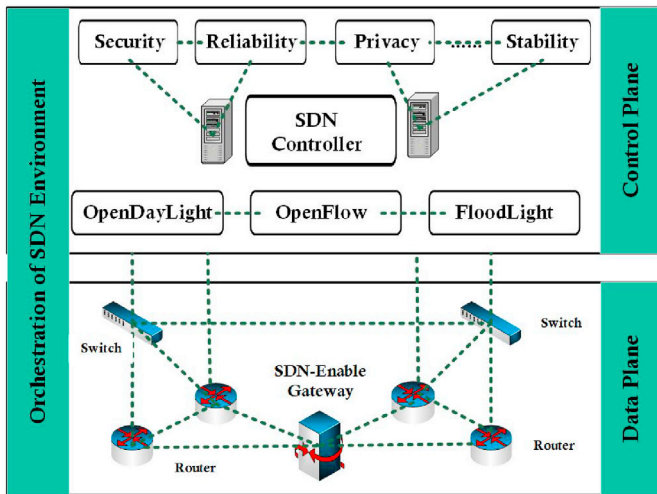 Orchestration of SDN Environment
Security
Reliability
Privacy
......
Stability
SDN
Controller
OpenDayLight
OpenFlow
FloodLight
Control Plane
Switch
Switch
SDN-Enable
Gateway
Router
Router
Data Plane